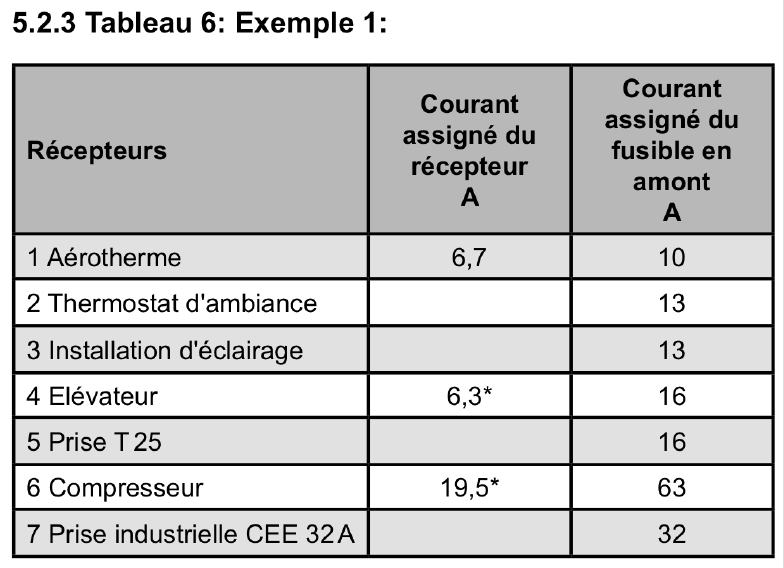 5.2.3 Tableau 6: Exemple 1:
Récepteurs
Courant
assigné du
récepteur
A
Courant
assigné du
fusible en
amont
A
1 Aérotherme 6,7 10
2 Thermostat d'ambiance 13
3 Installation d'éclairage 13
4 Elévateur 6,3* 16
5 Prise T 25 16
6 Compresseur 19,5* 63
7 Prise industrielle CEE 32 A 32